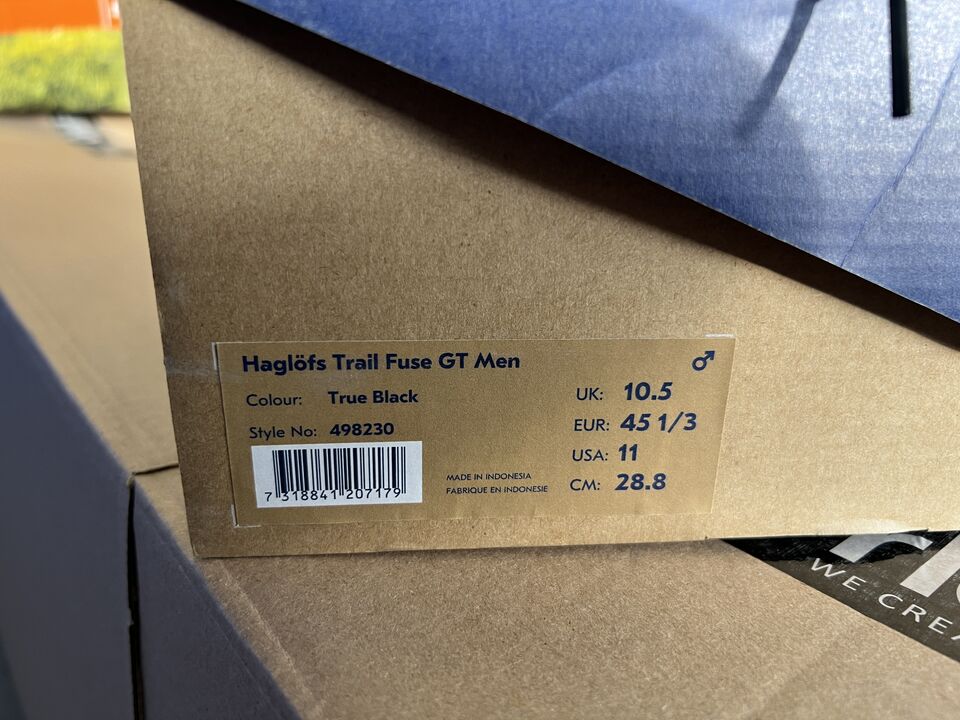 Haglöfs Trail Fuse GT Men
Colour: True Black
Style No: 498230
7 318841 207179
MADE IN INDONESIA
FABRIQUE EN INDONESIE
UK: 10.5
EUR: 45 1/3
USA: 11
CM: 28.8
WE CREA